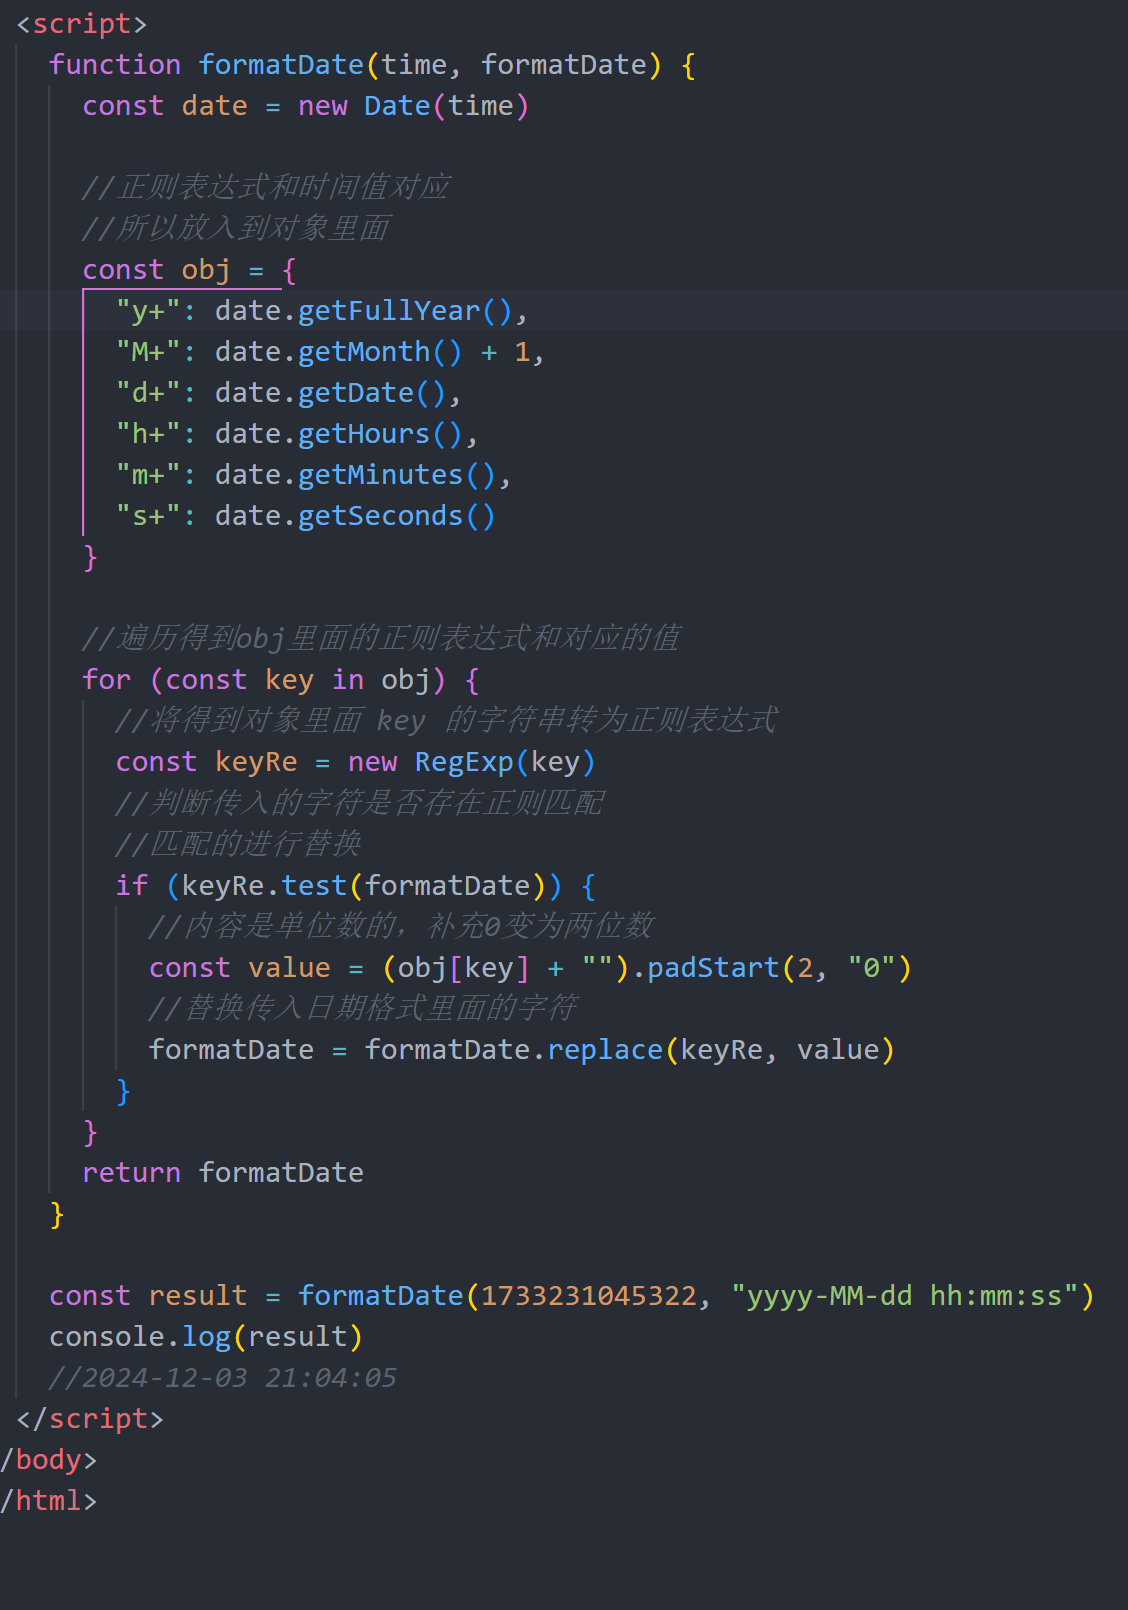 <script>
function formatDate(time, formatDate) {
const date = new Date(time)
//正则表达式和时间值对应
//所以放入到对象里面
const obj = {
"y+": date.getFullYear(),
"M+": date.getMonth() + 1,
"d+": date.getDate(),
"h+": date.getHours(),
"m+": date.getMinutes(),
"s+": date.getSeconds()
}
//遍历得到obj里面的正则表达式和对应的值
for (const key in obj) {
//将得到对象里面 key 的字符串转为正则表达式
const keyRe = new RegExp(key)
//判断传入的字符是否存在正则匹配
//匹配的进行替换
if (keyRe.test(formatDate)) {
//内容是单位数的，补充0变为两位数
const value = (obj[key] + "").padStart(2, "0")
//替换传入日期格式里面的字符
formatDate = formatDate.replace(keyRe, value)
}
}
return formatDate
}
const result = formatDate(1733231045322, "yyyy-MM-dd hh:mm:ss")
console.log(result)
//2024-12-03 21:04:05
</script>
/body>
/html>